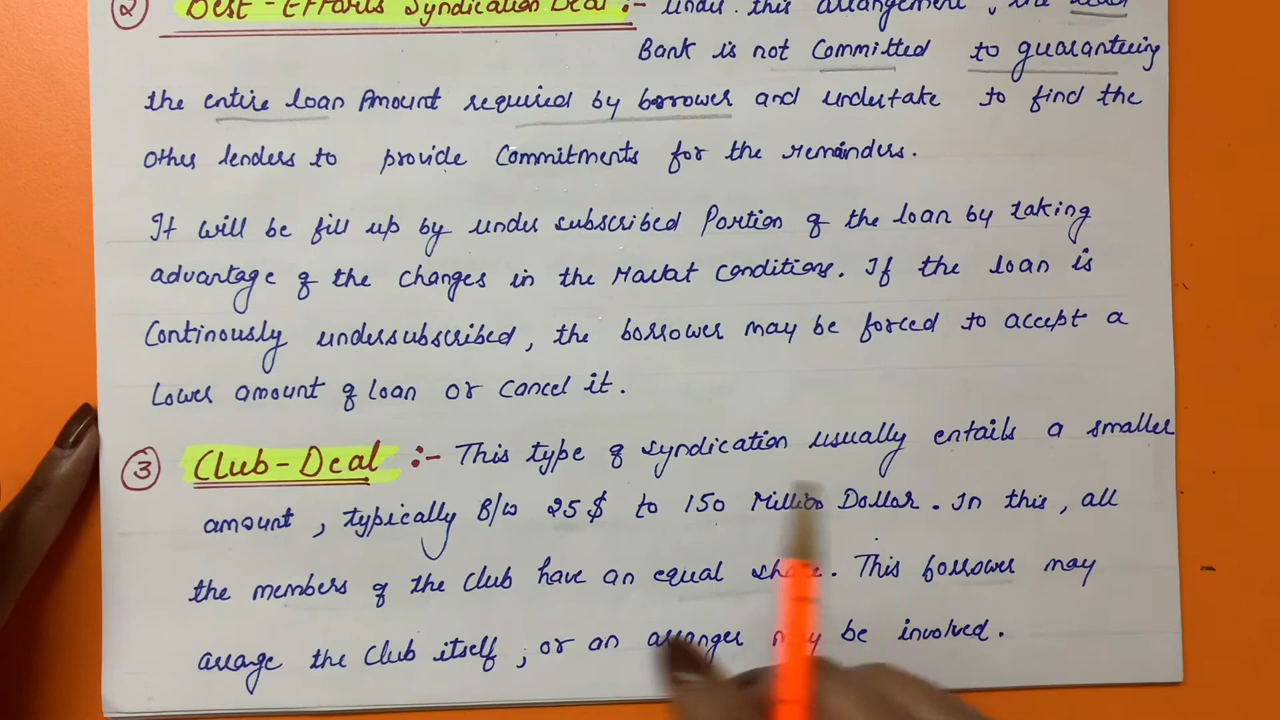 ② Best-Efforts Syndication Deal :- Under this arrangement, the
Bank is not Committed to guaranteeing
the entire loan Amount required by borrower and undertake to find the
other lenders to provide Commitments for the remainders.
It will be fill up by under subscribed Portion of the loan by taking
advantage of the changes in the Market conditions. If the loan is
Continously undersubscribed, the borrower may be forced to accept a
Lower amount of loan or Cancel it.
③ Club-Deal :- This type of syndication usually entails a smaller
amount, typically B/w 25$ to 150 Million Dollar. In this, all
the members of the Club have an equal share. This borrower may
arrage the Club itself, or an arranger may be involved.